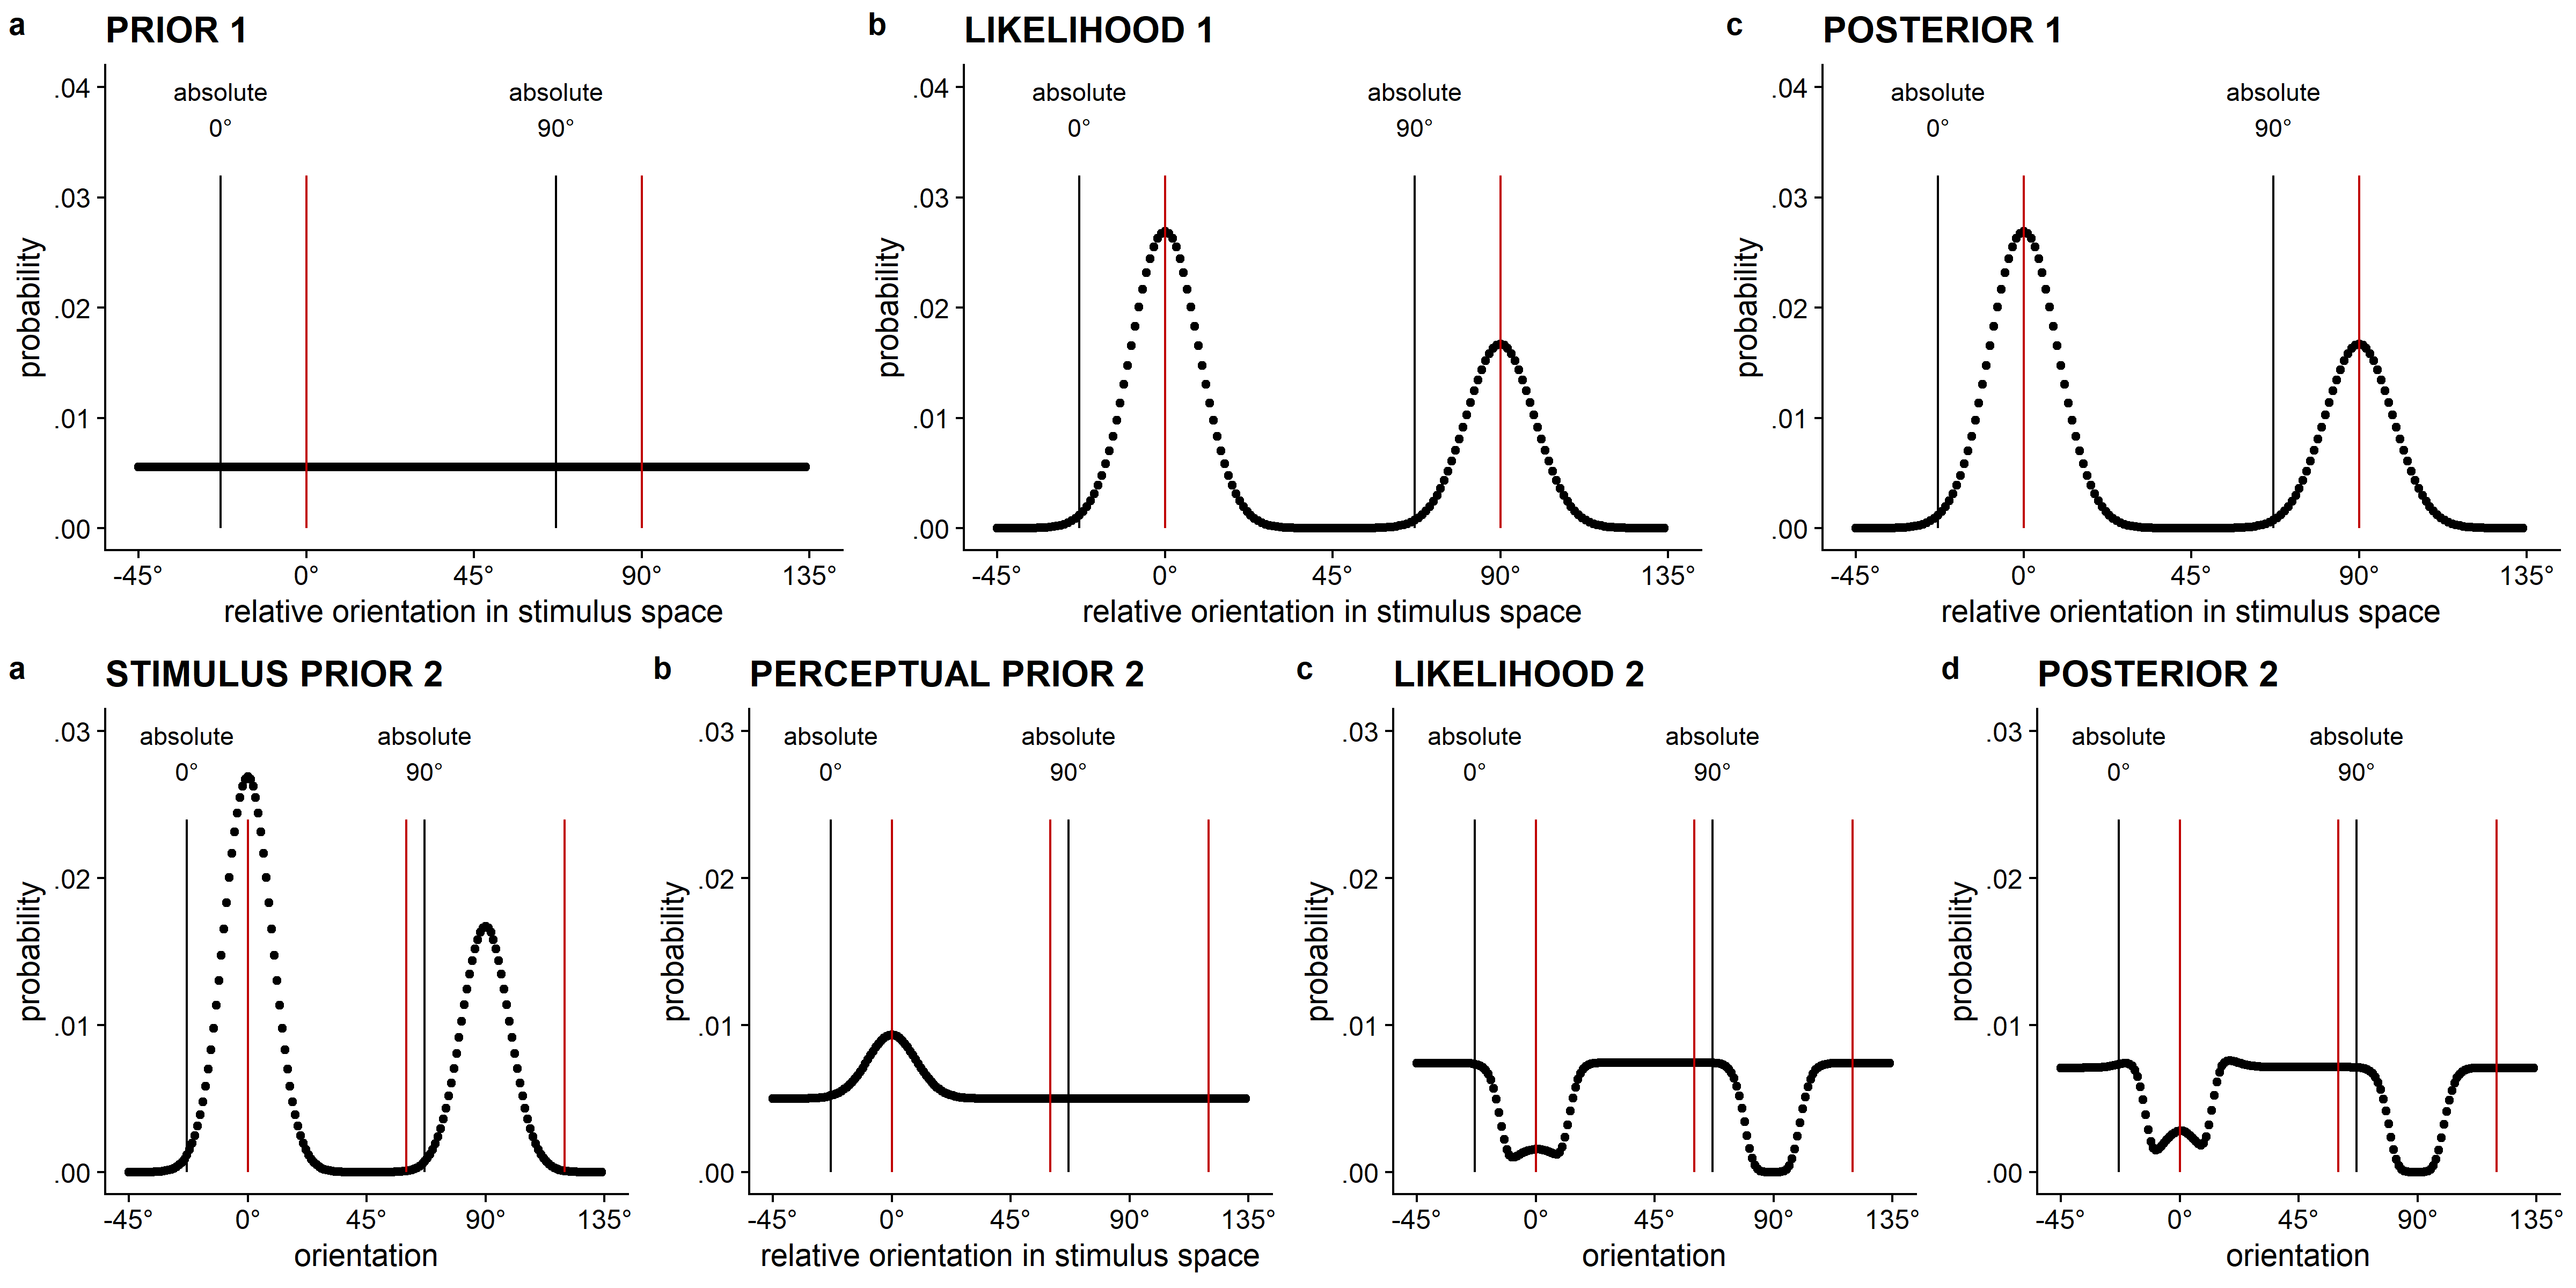 a PRIOR 1
.04
.03
.02
.01
.00
absolute absolute
0° 90°
probability
-45° 0° 45° 90° 135°
relative orientation in stimulus space
b LIKELIHOOD 1
.04
.03
.02
.01
.00
absolute absolute
0° 90°
probability
-45° 0° 45° 90° 135°
relative orientation in stimulus space
c POSTERIOR 1
.04
.03
.02
.01
.00
absolute absolute
0° 90°
probability
-45° 0° 45° 90° 135°
relative orientation in stimulus space
a STIMULUS PRIOR 2
.03
.02
.01
.00
absolute absolute
0° 90°
probability
-45° 0° 45° 90° 135°
orientation
b PERCEPTUAL PRIOR 2
.03
.02
.01
.00
absolute absolute
0° 90°
probability
-45° 0° 45° 90° 135°
relative orientation in stimulus space
c LIKELIHOOD 2
.03
.02
.01
.00
absolute absolute
0° 90°
probability
-45° 0° 45° 90° 135°
orientation
d POSTERIOR 2
.03
.02
.01
.00
absolute absolute
0° 90°
probability
-45° 0° 45° 90° 135°
orientation